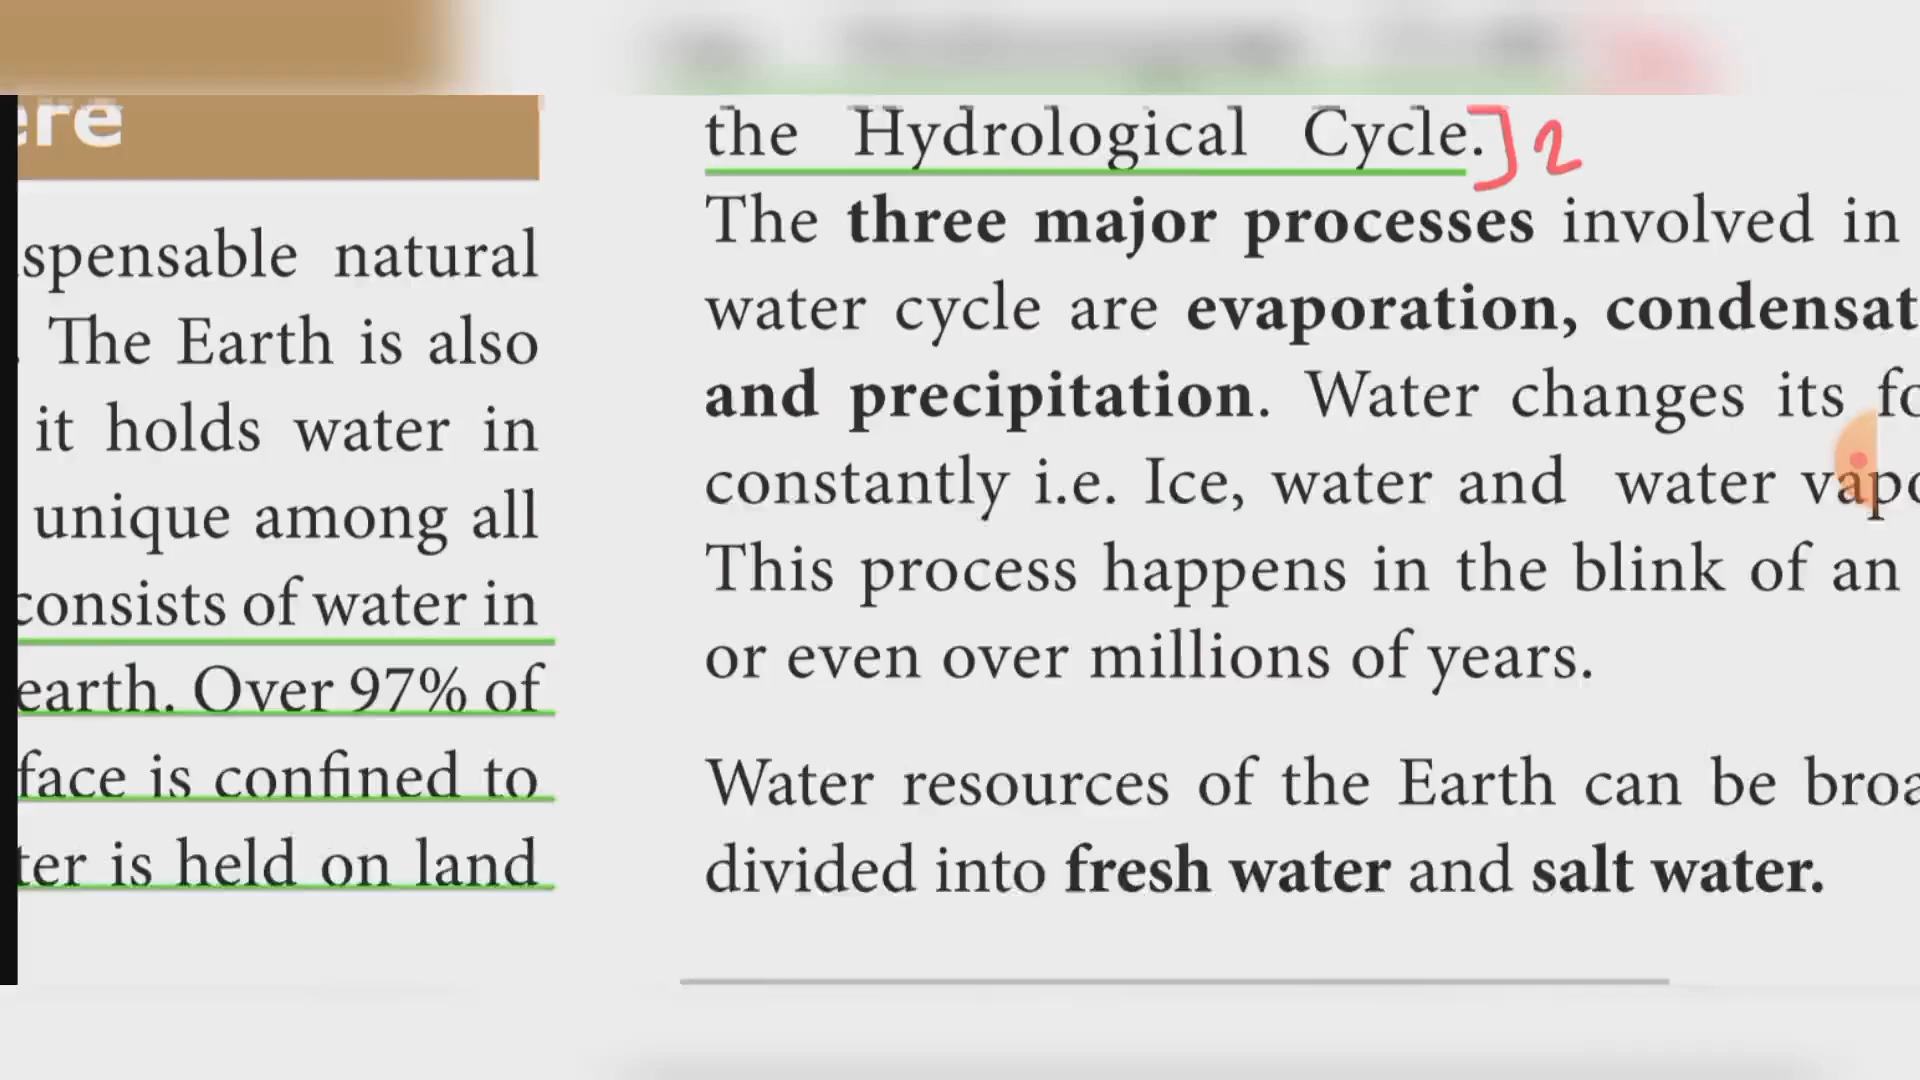 ere
spensable natural
. The Earth is also
it holds water in
unique among all
consists of water in
earth. Over 97% of
face is confined to
ter is held on land
the Hydrological Cycle.]2
The three major processes involved in
water cycle are evaporation, condensat
and precipitation. Water changes its fo
constantly i.e. Ice, water and water vapo
This process happens in the blink of an
or even over millions of years.
Water resources of the Earth can be broa
divided into fresh water and salt water.